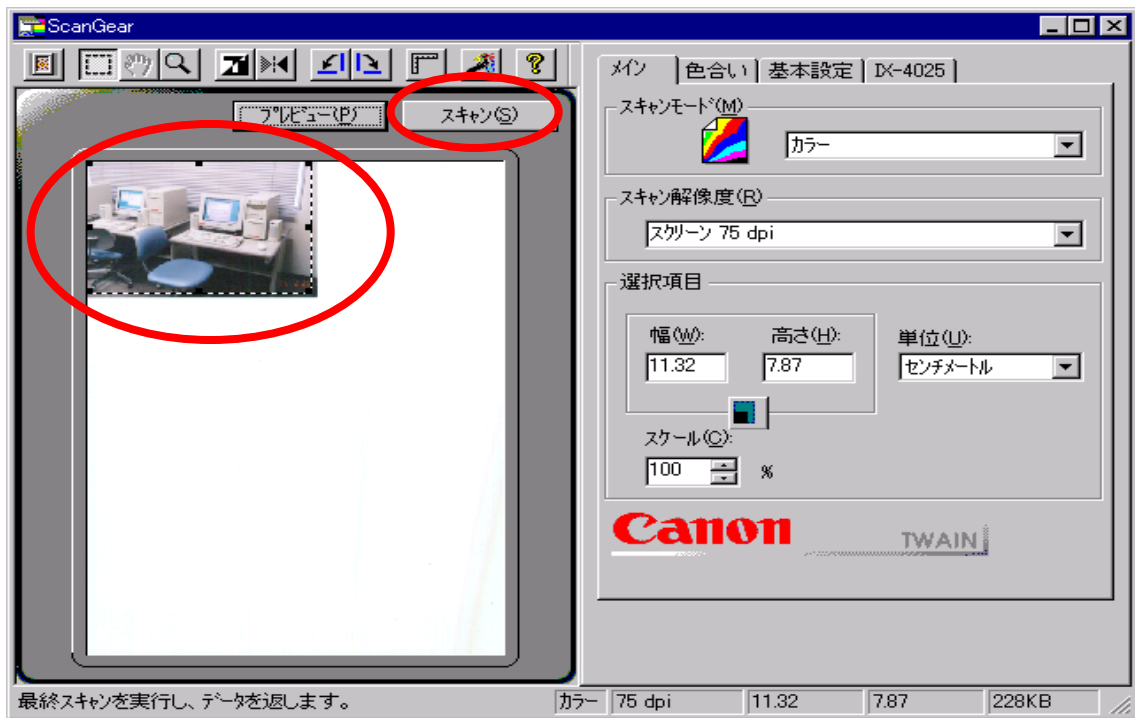 ScanGear
プレビュー(P)
スキャン(S)
メイン
色合い
基本設定
IX-4025
スキャンモード(M)
カラー
スキャン解像度(R)
スクリーン 75 dpi
選択項目
幅(W):
高さ(H):
単位(U):
11.32
7.87
センチメートル
スケール(C):
100
%
Canon
TWAIN
最終スキャンを実行し、データを返します。
カラー
75 dpi
11.32
7.87
228KB